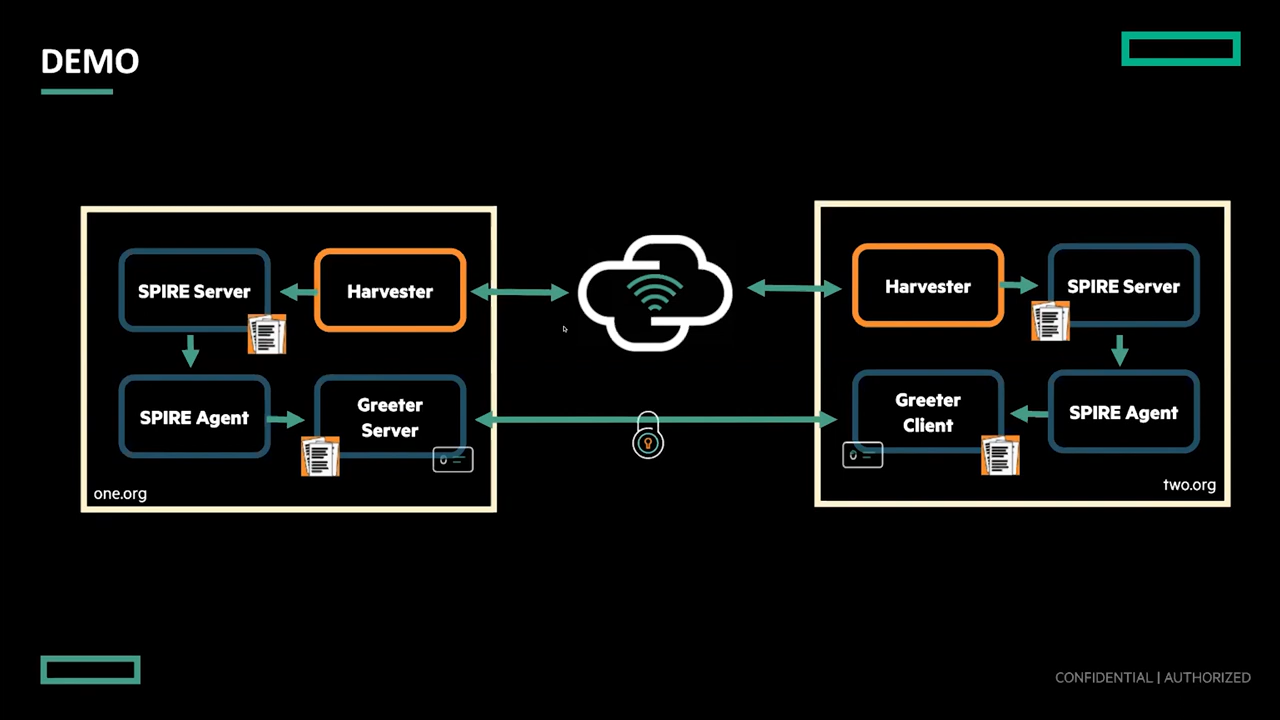 DEMO
SPIRE Server
Harvester
SPIRE Agent
Greeter
Server
one.org
Harvester
SPIRE Server
Greeter
Client
SPIRE Agent
two.org
CONFIDENTIAL | AUTHORIZED